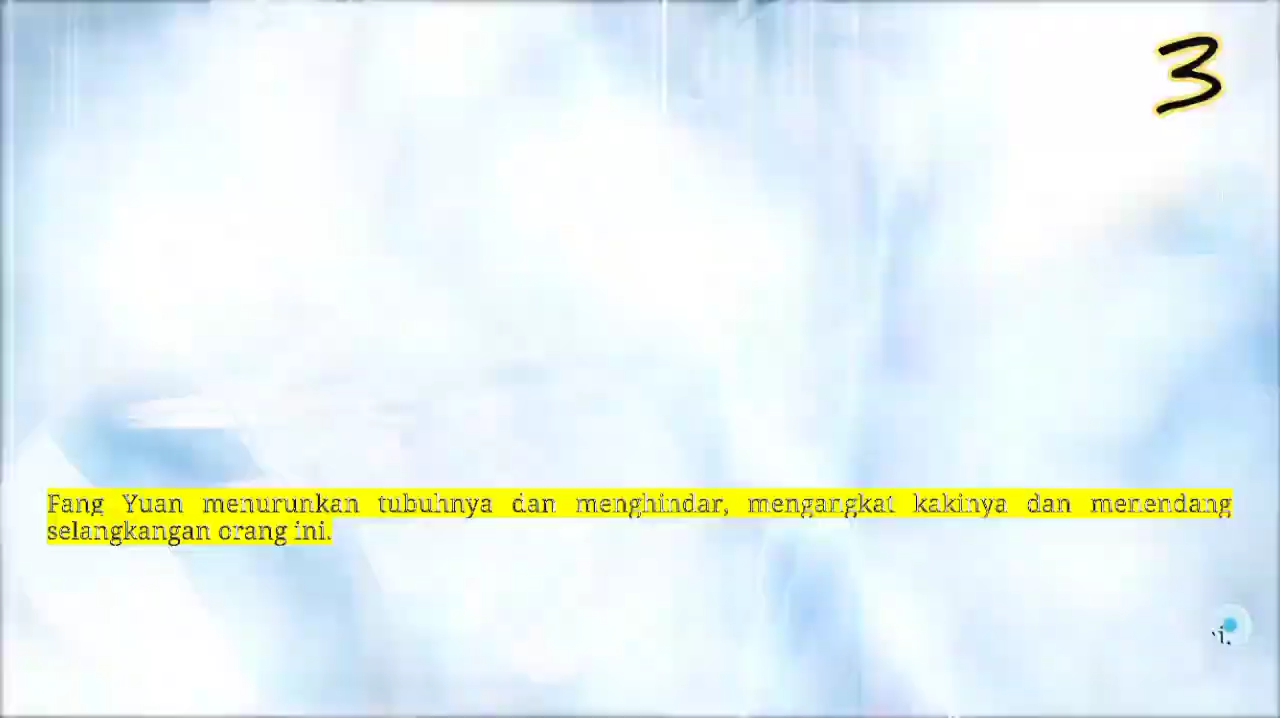 3
Fang Yuan menurunkan tubuhnya dan menghindar, mengangkat kakinya dan menendang
selangkangan orang ini.